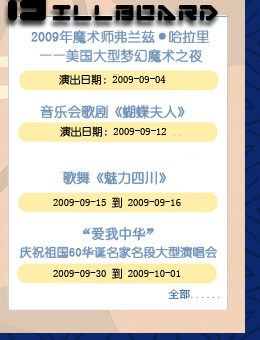 BILLBOARD
2009年魔术师弗兰兹●哈拉里
——美国大型梦幻魔术之夜
演出日期：2009-09-04
音乐会歌剧《蝴蝶夫人》
演出日期：2009-09-12 ..
歌舞《魅力四川》
2009-09-15 到 2009-09-16
“爱我中华”
庆祝祖国60华诞名家名段大型演唱会
2009-09-30 到 2009-10-01
全部......